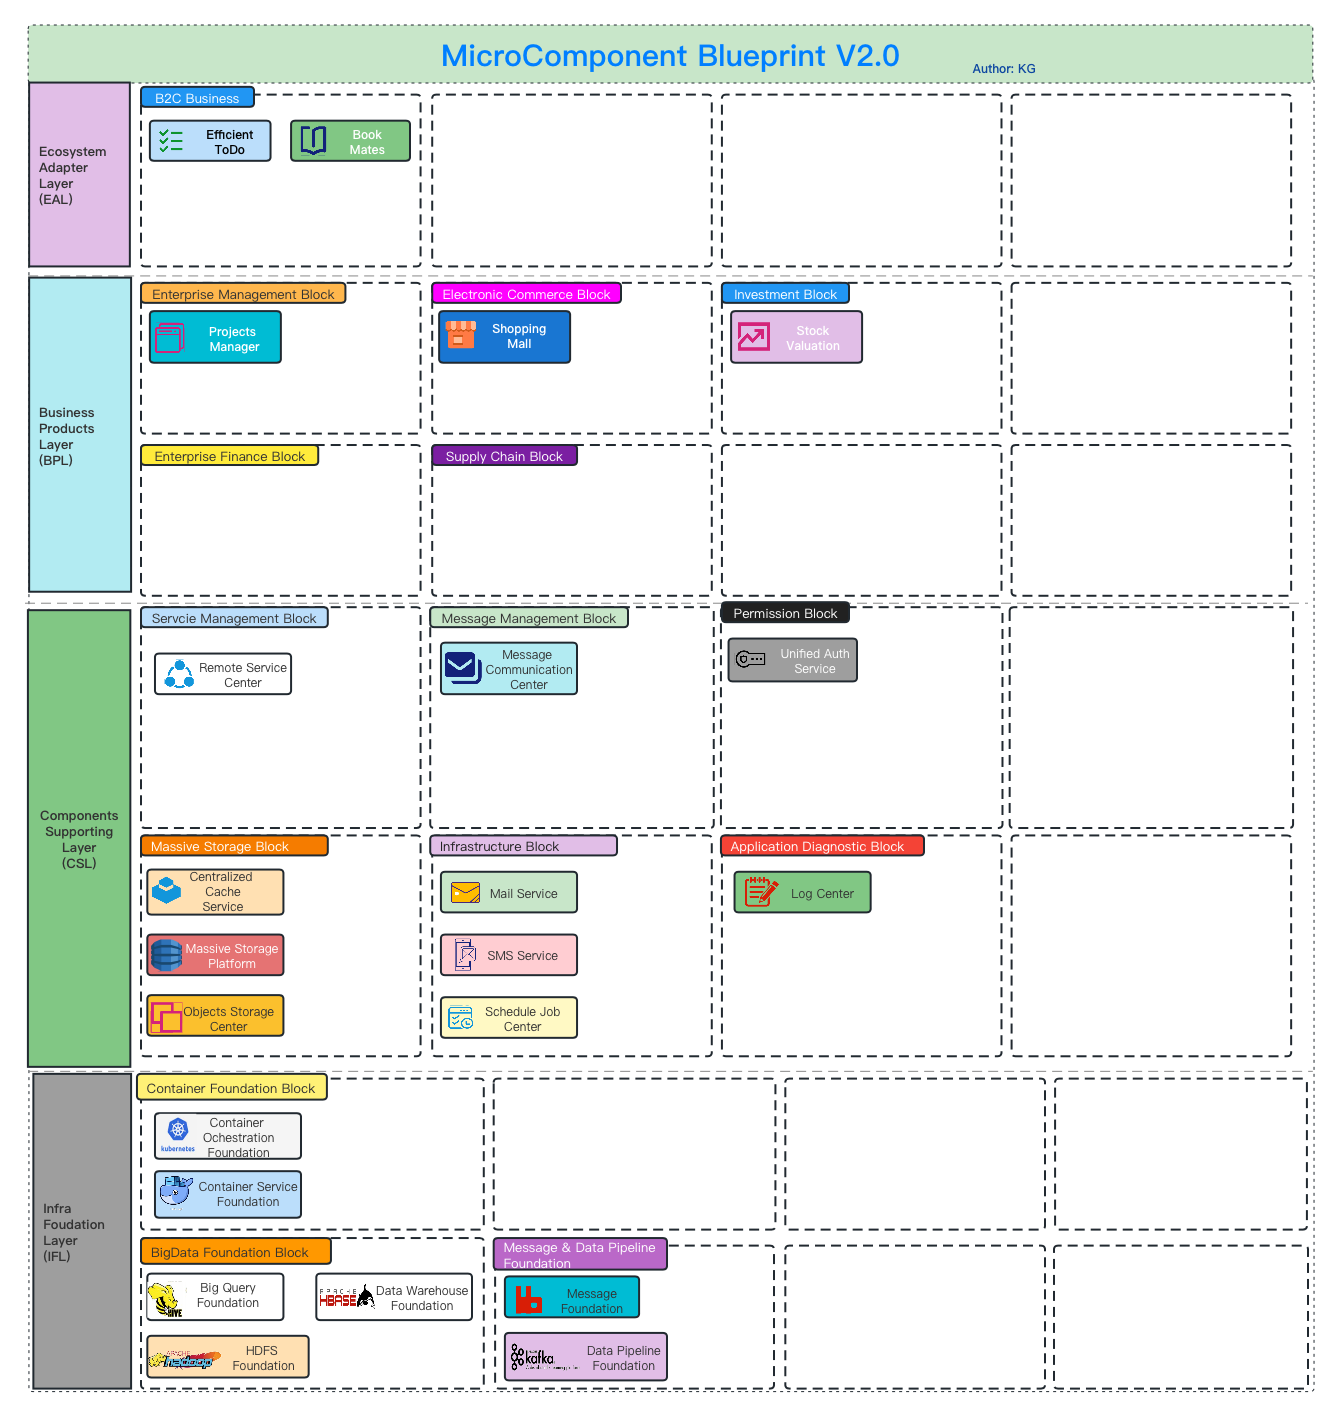 MicroComponent Blueprint V2.0
Author: KG
Ecosystem
Adapter
Layer
(EAL)
B2C Business
Efficient
ToDo
Book
Mates
Business
Products
Layer
(BPL)
Enterprise Management Block
Projects
Manager
Electronic Commerce Block
Shopping
Mall
Investment Block
Stock
Valuation
Enterprise Finance Block
Supply Chain Block
Components
Supporting
Layer
(CSL)
Servcie Management Block
Remote Service
Center
Message Management Block
Message
Communication
Center
Permission Block
Unified Auth
Service
Massive Storage Block
Centralized
Cache
Service
Massive Storage
Platform
Objects Storage
Center
Infrastructure Block
Mail Service
SMS Service
Schedule Job
Center
Application Diagnostic Block
Log Center
Infra
Foudation
Layer
(IFL)
Container Foundation Block
kubernetes
Container
Ochestration
Foundation
Container Service
Foundation
BigData Foundation Block
HIVE
Big Query
Foundation
APACHE
HBASE
Data Warehouse
Foundation
APACHE
hadoop
HDFS
Foundation
Message & Data Pipeline
Foundation
Message
Foundation
kafka
Data Pipeline
Foundation